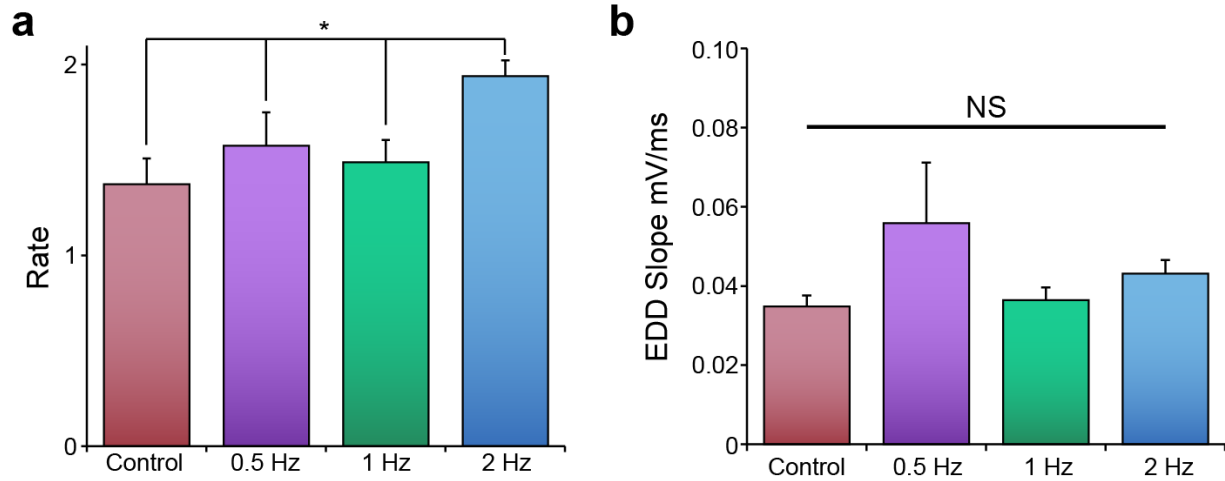 a
*
2
1
0
Rate
Control 0.5 Hz 1 Hz 2 Hz
b
0.10
0.08
0.06
0.04
0.02
0
EDD Slope mV/ms
NS
Control 0.5 Hz 1 Hz 2 Hz